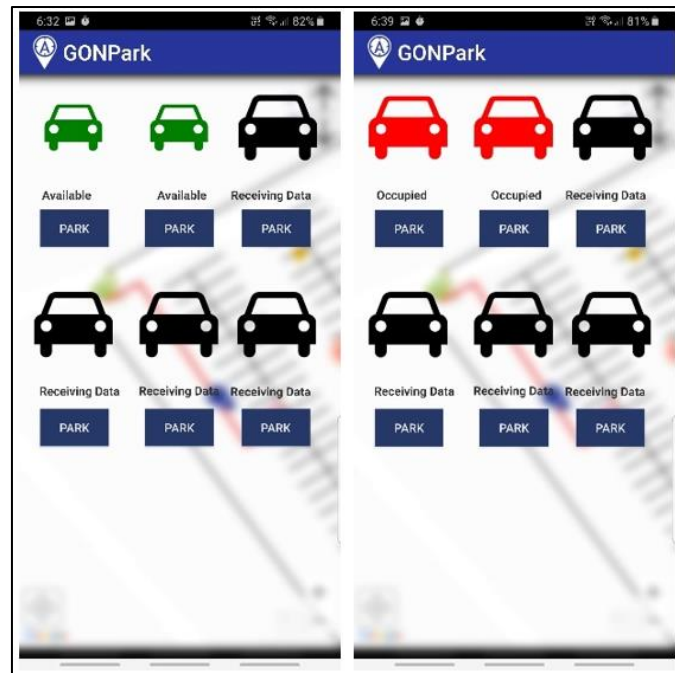 6:32 82%
A GONPark
Available Available Receiving Data
PARK PARK PARK
Receiving Data Receiving Data Receiving Data
PARK PARK PARK
6:39 81%
A GONPark
Occupied Occupied Receiving Data
PARK PARK PARK
Receiving Data Receiving Data Receiving Data
PARK PARK PARK